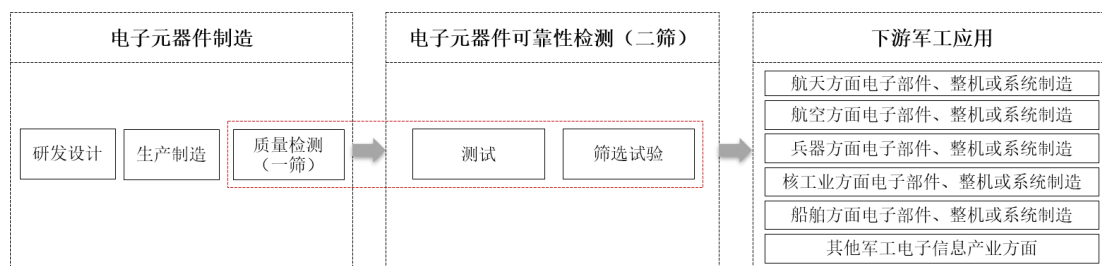 电子元器件制造
研发设计
生产制造
质量检测
（一筛）
电子元器件可靠性检测（二筛）
测试
筛选试验
下游军工应用
航天方面电子部件、整机或系统制造
航空方面电子部件、整机或系统制造
兵器方面电子部件、整机或系统制造
核工业方面电子部件、整机或系统制造
船舶方面电子部件、整机或系统制造
其他军工电子信息产业方面